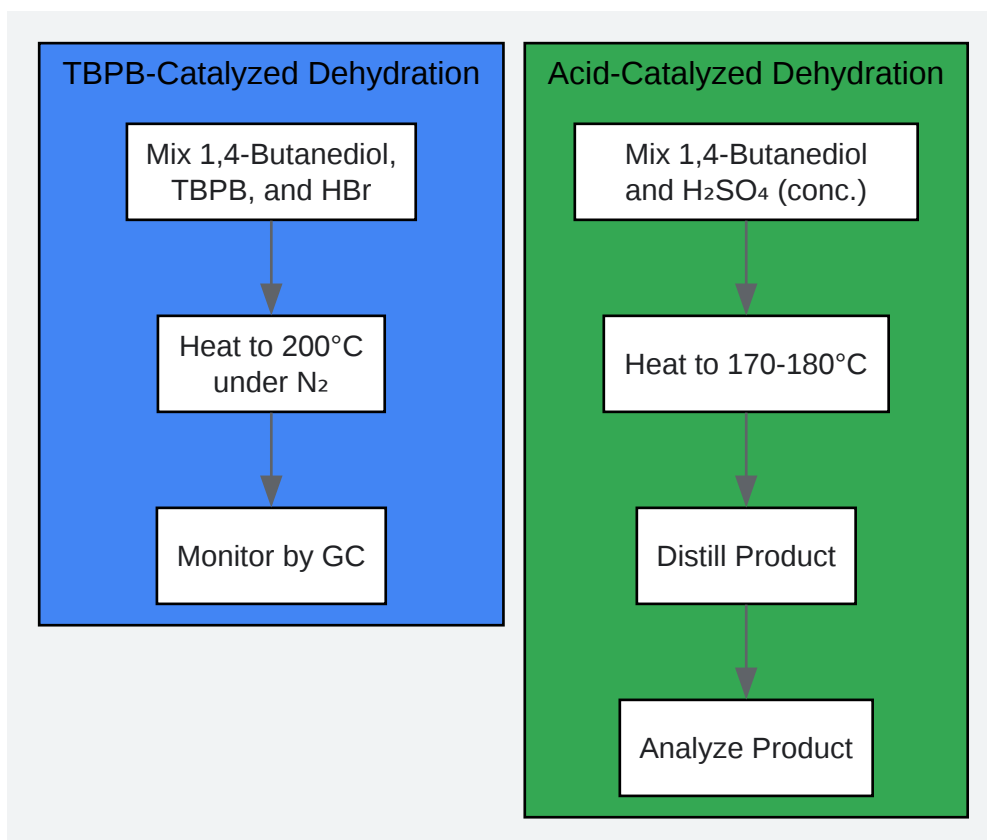 TBPB-Catalyzed Dehydration
Mix 1,4-Butanediol,
TBPB, and HBr
Heat to 200°C
under N₂
Monitor by GC
Acid-Catalyzed Dehydration
Mix 1,4-Butanediol
and H₂SO₄ (conc.)
Heat to 170-180°C
Distill Product
Analyze Product